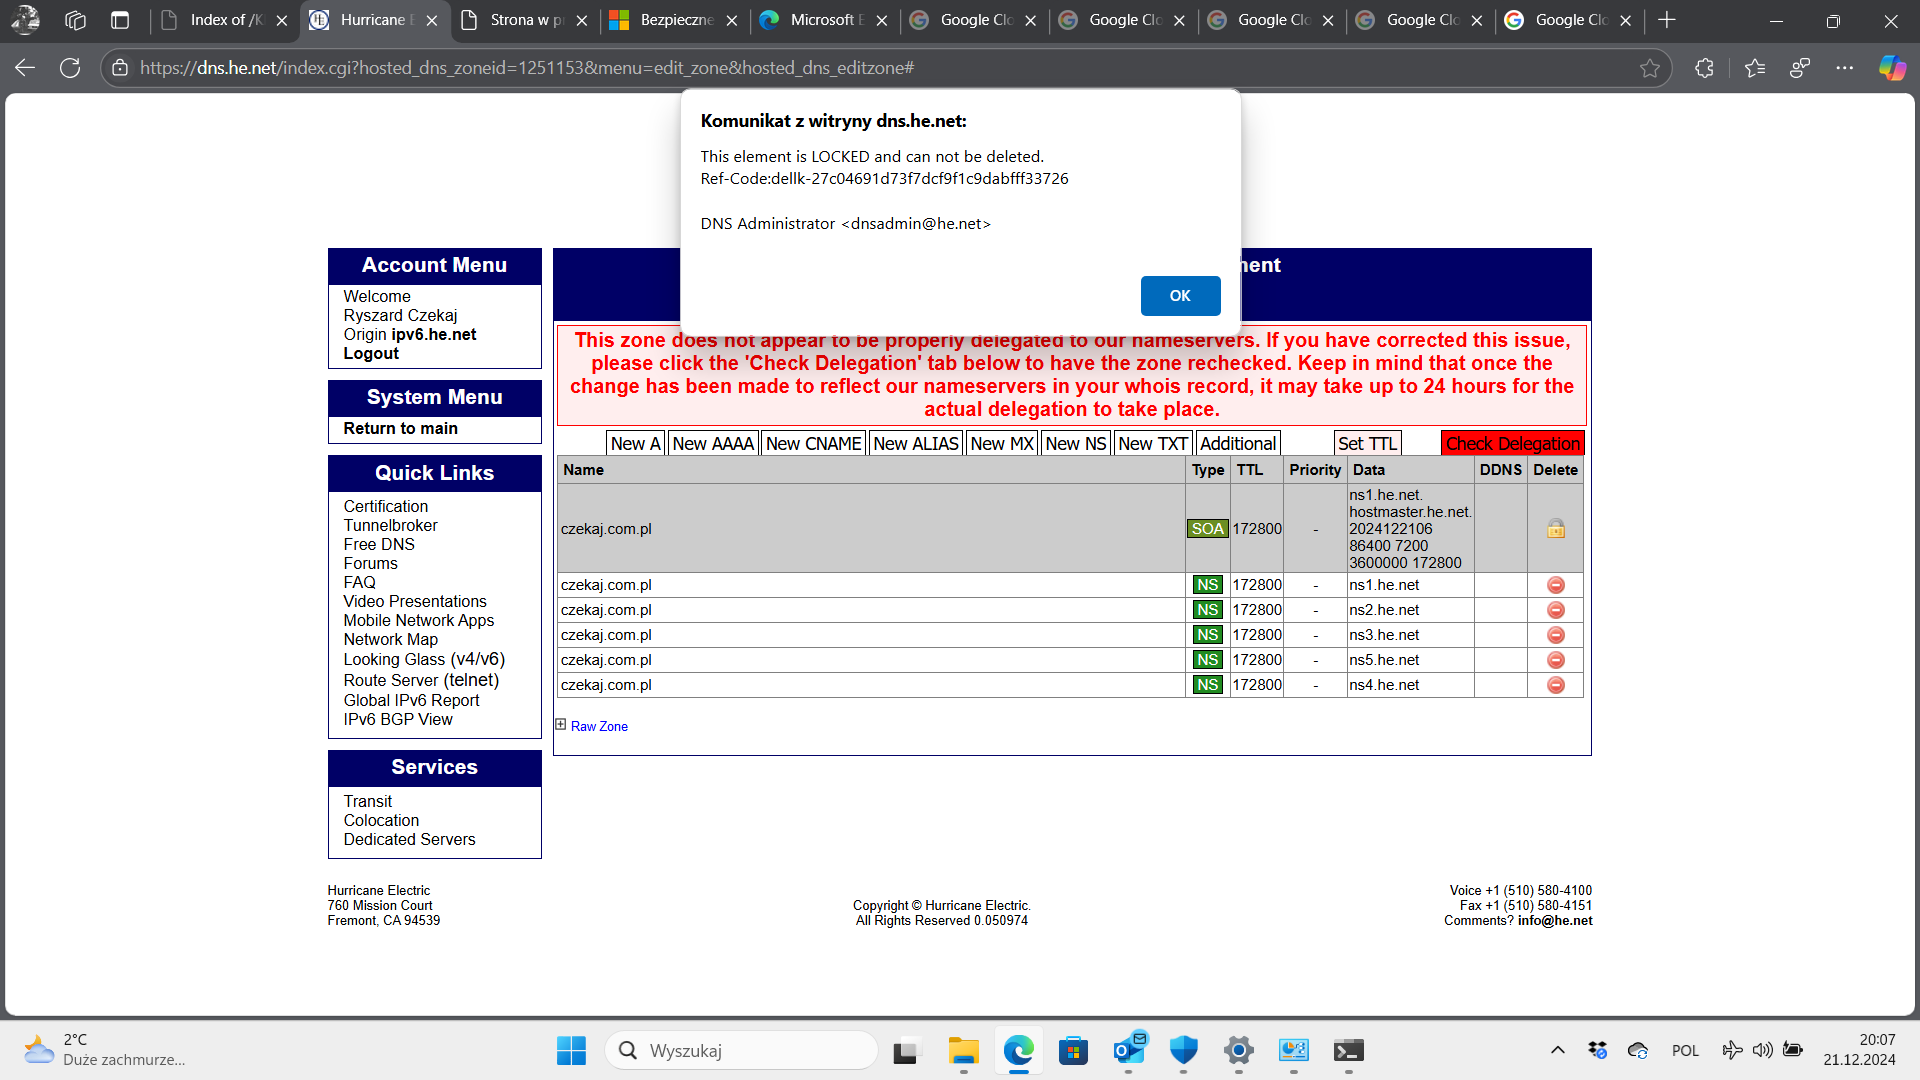 Index of /K
Hurricane E
Strona w pr
Bezpieczne
Microsoft E
Google Clo
Google Clo
Google Clo
Google Clo
Google Clo
https://dns.he.net/index.cgi?hosted_dns_zoneid=1251153&menu=edit_zone&hosted_dns_editzone#
Komunikat z witryny dns.he.net:
This element is LOCKED and can not be deleted.
Ref-Code:dellk-27c04691d73f7dcf9f1c9dabfff33726
DNS Administrator <dnsadmin@he.net>
OK
Account Menu
Welcome
Ryszard Czekaj
Origin ipv6.he.net
Logout
System Menu
Return to main
Quick Links
Certification
Tunnelbroker
Free DNS
Forums
FAQ
Video Presentations
Mobile Network Apps
Network Map
Looking Glass (v4/v6)
Route Server (telnet)
Global IPv6 Report
IPv6 BGP View
Services
Transit
Colocation
Dedicated Servers
ment
This zone does not appear to be properly delegated to our nameservers. If you have corrected this issue,
please click the 'Check Delegation' tab below to have the zone rechecked. Keep in mind that once the
change has been made to reflect our nameservers in your whois record, it may take up to 24 hours for the
actual delegation to take place.
New A New AAAA New CNAME New ALIAS New MX New NS New TXT Additional Set TTL Check Delegation
Name Type TTL Priority Data DDNS Delete
czekaj.com.pl SOA 172800 - ns1.he.net.
hostmaster.he.net.
2024122106
86400 7200
3600000 172800
czekaj.com.pl NS 172800 - ns1.he.net
czekaj.com.pl NS 172800 - ns2.he.net
czekaj.com.pl NS 172800 - ns3.he.net
czekaj.com.pl NS 172800 - ns5.he.net
czekaj.com.pl NS 172800 - ns4.he.net
Raw Zone
Hurricane Electric
760 Mission Court
Fremont, CA 94539
Copyright © Hurricane Electric.
All Rights Reserved 0.050974
Voice +1 (510) 580-4100
Fax +1 (510) 580-4151
Comments? info@he.net
2°C
Duże zachmurze...
Wyszukaj
POL
20:07
21.12.2024